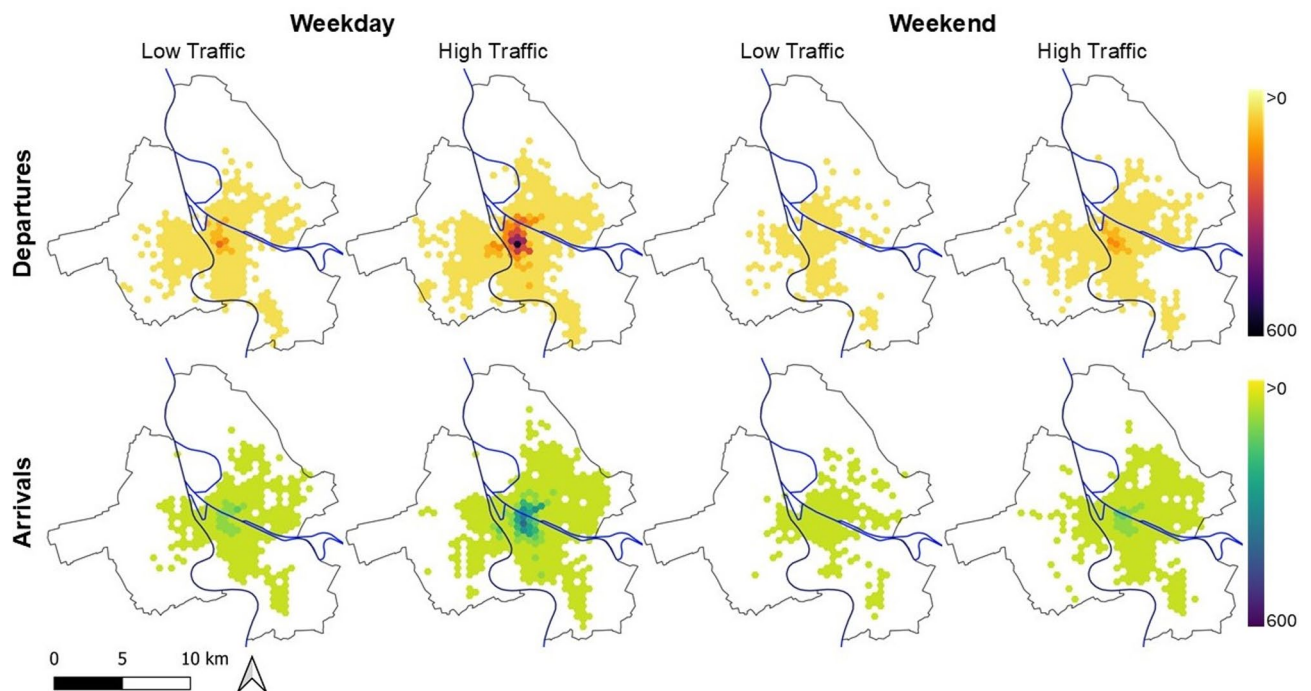 Weekday Weekend
Low Traffic High Traffic Low Traffic High Traffic
Departures
>0
600
Arrivals
>0
600
0 5 10 km